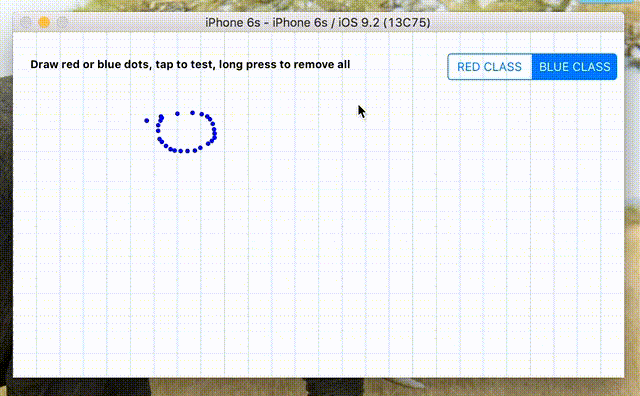 iPhone 6s - iPhone 6s / iOS 9.2 (13C75)
Draw red or blue dots, tap to test, long press to remove all
RED CLASS
BLUE CLASS